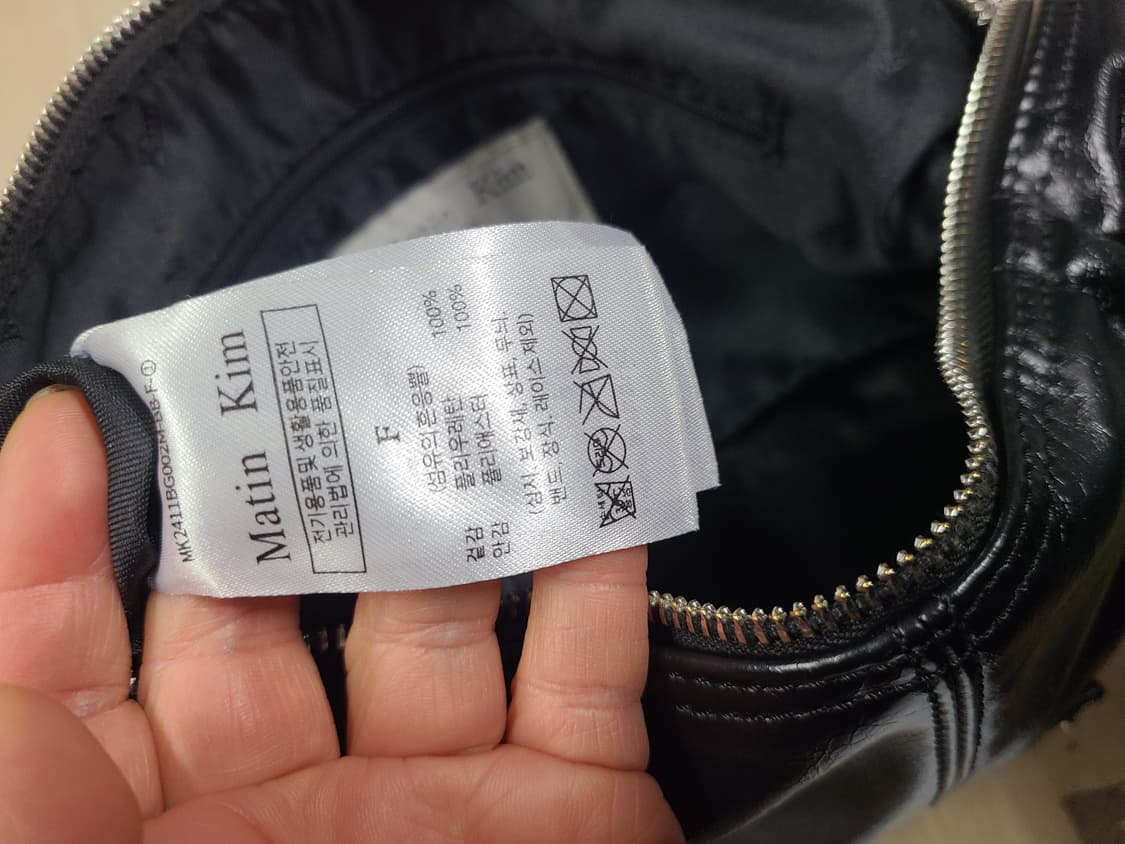 MK2411BG002M-BB-F-①
Matin Kim
전기용품및 생활용품안전
관리법에 의한 품질표시
F
(섬유의 혼용률)
겉감 폴리우레탄 100%
안감 폴리에스터 100%
(심지 보강재, 상표, 무늬,
밴드, 장식, 레이스제외)
Kim